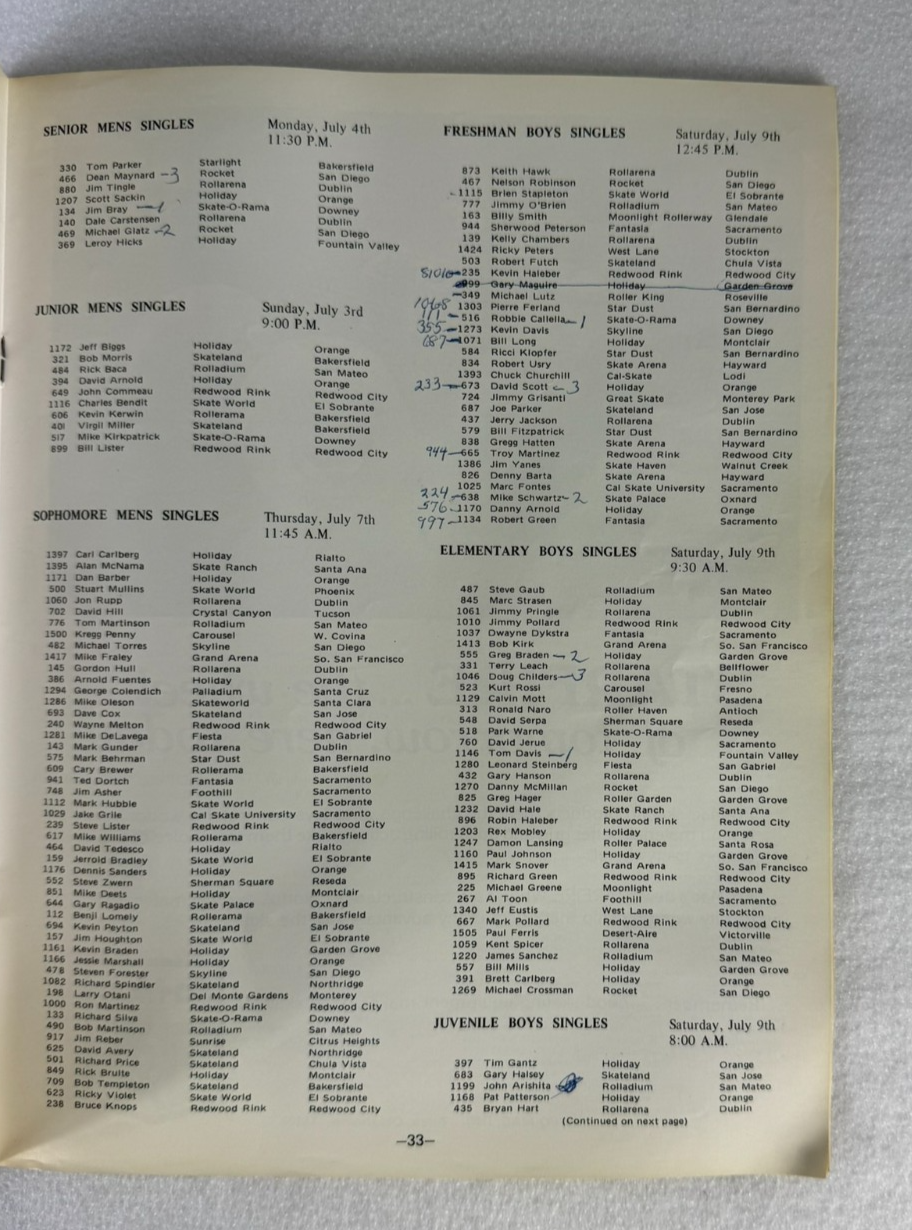 SENIOR MENS SINGLES Monday, July 4th
11:30 P.M.
330 Tom Parker Starlight Bakersfield
466 Dean Maynard -3 Rocket San Diego
880 Jim Tingle Rollarena Dublin
1207 Scott Sackin Holiday Orange
134 Jim Bray -1 Skate-O-Rama Downey
140 Dale Carstensen Rollarena Dublin
469 Michael Glatz -2 Rocket San Diego
369 Leroy Hicks Holiday Fountain Valley
JUNIOR MENS SINGLES Sunday, July 3rd
9:00 P.M.
1172 Jeff Biggs Holiday Orange
321 Bob Morris Skateland Bakersfield
484 Rick Baca Rolladium San Mateo
394 David Arnold Holiday Orange
649 John Commeau Redwood Rink Redwood City
1116 Charles Bendit Skate World El Sobrante
606 Kevin Kerwin Rollerama Bakersfield
401 Virgil Miller Skateland Bakersfield
517 Mike Kirkpatrick Skate-O-Rama Downey
899 Bill Lister Redwood Rink Redwood City
SOPHOMORE MENS SINGLES Thursday, July 7th
11:45 A.M.
1397 Carl Carlberg Holiday Rialto
1395 Alan McNama Skate Ranch Santa Ana
1171 Dan Barber Holiday Orange
500 Stuart Mullins Skate World Phoenix
1060 Jon Rupp Rollarena Dublin
702 David Hill Crystal Canyon Tucson
776 Tom Martinson Rolladium San Mateo
1500 Kregg Penny Carousel W. Covina
482 Michael Torres Skyline San Diego
1417 Mike Fraley Grand Arena So. San Francisco
145 Gordon Hull Rollarena Dublin
386 Arnold Fuentes Holiday Orange
1294 George Colendich Palladium Santa Cruz
1286 Mike Oleson Skateworld Santa Clara
693 Dave Cox Skateland San Jose
240 Wayne Melton Redwood Rink Redwood City
1281 Mike DeLavega Fiesta San Gabriel
143 Mark Gunder Rollarena Dublin
575 Mark Behrman Star Dust San Bernardino
609 Cary Brewer Rollerama Bakersfield
941 Ted Dortch Fantasia Sacramento
748 Jim Asher Foothill Sacramento
1112 Mark Hubble Skate World El Sobrante
1029 Jake Grile Cal Skate University Sacramento
239 Steve Lister Redwood Rink Redwood City
617 Mike Williams Rollerama Bakersfield
464 David Tedesco Holiday Rialto
159 Jerrold Bradley Skate World El Sobrante
1176 Dennis Sanders Holiday Orange
552 Steve Zwern Sherman Square Reseda
851 Mike Deets Holiday Montclair
644 Gary Ragadio Skate Palace Oxnard
112 Benji Lomely Rollerama Bakersfield
694 Kevin Peyton Skateland San Jose
157 Jim Houghton Skate World El Sobrante
1161 Kevin Braden Holiday Garden Grove
1166 Jessie Marshall Holiday Orange
478 Steven Forester Skyline San Diego
1082 Richard Spindler Skateland Northridge
198 Larry Otani Del Monte Gardens Monterey
1000 Ron Martinez Redwood Rink Redwood City
133 Richard Silva Skate-O-Rama Downey
490 Bob Martinson Rolladium San Mateo
917 Jim Reber Sunrise Citrus Heights
625 David Avery Skateland Northridge
501 Richard Price Skateland Chula Vista
849 Rick Bruite Holiday Montclair
709 Bob Templeton Skateland Bakersfield
623 Ricky Violet Skate World El Sobrante
238 Bruce Knops Redwood Rink Redwood City
FRESHMAN BOYS SINGLES Saturday, July 9th
12:45 P.M.
873 Keith Hawk Rollarena Dublin
467 Nelson Robinson Rocket San Diego
1115 Brien Stapleton Skate World El Sobrante
777 Jimmy O'Brien Rolladium San Mateo
163 Billy Smith Moonlight Rollerway Glendale
944 Sherwood Peterson Fantasia Sacramento
139 Kelly Chambers Rollarena Dublin
1424 Ricky Peters West Lane Stockton
503 Robert Futch Skateland Chula Vista
235 Kevin Haleber Redwood Rink Redwood City
999 Gary Maguire Holiday Garden Grove
349 Michael Lutz Roller King Roseville
1068 1303 Pierre Ferland Star Dust San Bernardino
111 -516 Robbie Callella -1 Skate-O-Rama Downey
355 -1273 Kevin Davis Skyline San Diego
687 -1071 Bill Long Holiday Montclair
584 Ricci Klopfer Star Dust San Bernardino
834 Robert Usry Skate Arena Hayward
1393 Chuck Churchill Cal-Skate Lodi
233 -673 David Scott -3 Holiday Orange
724 Jimmy Grisanti Great Skate Monterey Park
687 Joe Parker Skateland San Jose
437 Jerry Jackson Rollarena Dublin
579 Bill Fitzpatrick Star Dust San Bernardino
838 Gregg Hatten Skate Arena Hayward
944 -665 Troy Martinez Redwood Rink Redwood City
1386 Jim Yanes Skate Haven Walnut Creek
826 Denny Barta Skate Arena Hayward
1025 Marc Fontes Cal Skate University Sacramento
224 -638 Mike Schwartz -2 Skate Palace Oxnard
576 -1170 Danny Arnold Holiday Orange
997 -1134 Robert Green Fantasia Sacramento
ELEMENTARY BOYS SINGLES Saturday, July 9th
9:30 A.M.
487 Steve Gaub Rolladium San Mateo
845 Marc Strasen Holiday Montclair
1061 Jimmy Pringle Rollarena Dublin
1010 Jimmy Pollard Redwood Rink Redwood City
1037 Dwayne Dykstra Fantasia Sacramento
1413 Bob Kirk Grand Arena So. San Francisco
555 Greg Braden -2 Holiday Garden Grove
331 Terry Leach Rollarena Bellflower
1046 Doug Childers -3 Rollarena Dublin
523 Kurt Rossi Carousel Fresno
1129 Calvin Mott Moonlight Pasadena
313 Ronald Naro Roller Haven Antioch
548 David Serpa Sherman Square Reseda
518 Park Warne Skate-O-Rama Downey
760 David Jerue Holiday Sacramento
1146 Tom Davis -1 Holiday Fountain Valley
1280 Leonard Steinberg Fiesta San Gabriel
432 Gary Hanson Rollarena Dublin
1270 Danny McMillan Rocket San Diego
825 Greg Hager Roller Garden Garden Grove
1232 David Hale Skate Ranch Santa Ana
896 Robin Haleber Redwood Rink Redwood City
1203 Rex Mobley Holiday Orange
1247 Damon Lansing Roller Palace Santa Rosa
1160 Paul Johnson Holiday Garden Grove
1415 Mark Snover Grand Arena So. San Francisco
895 Richard Green Redwood Rink Redwood City
225 Michael Greene Moonlight Pasadena
267 Al Toon Foothill Sacramento
1340 Jeff Eustis West Lane Stockton
667 Mark Pollard Redwood Rink Redwood City
1505 Paul Ferris Desert-Aire Victorville
1059 Kent Spicer Rollarena Dublin
1220 James Sanchez Rolladium San Mateo
557 Bill Mills Holiday Garden Grove
391 Brett Carlberg Holiday Orange
1269 Michael Crossman Rocket San Diego
JUVENILE BOYS SINGLES Saturday, July 9th
8:00 A.M.
397 Tim Gantz Holiday Orange
683 Gary Halsey Skateland San Jose
1199 John Arishita Rolladium San Mateo
1168 Pat Patterson Holiday Orange
435 Bryan Hart Rollarena Dublin
(Continued on next page)
—33—